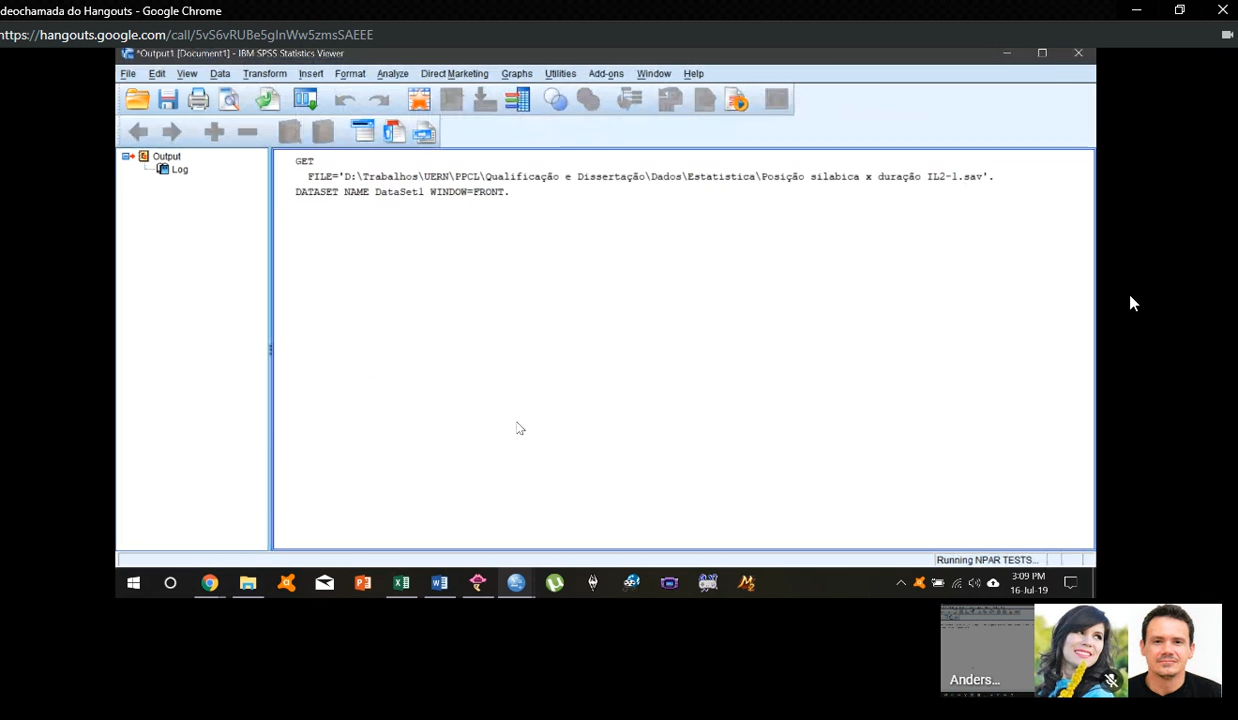 deochamada do Hangouts - Google Chrome
https://hangouts.google.com/call/5vS6vRUBe5gInWw5zmsSAEEE
*Output1 [Document1] - IBM SPSS Statistics Viewer
File Edit View Data Transform Insert Format Analyze Direct Marketing Graphs Utilities Add-ons Window Help
Output
Log
GET
FILE='D:\Trabalhos\UERN\PPCL\Qualificação e Dissertação\Dados\Estatistica\Posição silabica x duração IL2-1.sav'.
DATASET NAME DataSet1 WINDOW=FRONT.
Running NPAR TESTS...
3:09 PM
16-Jul-19
Anders...